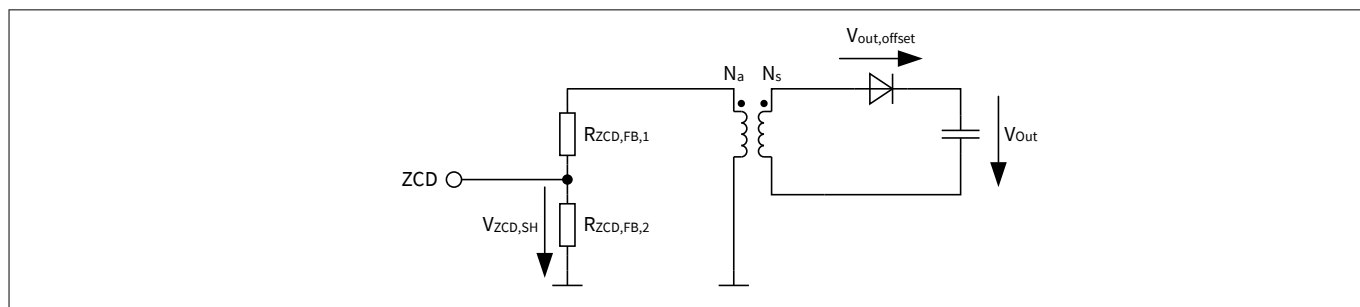 Vout,offset
Na Ns
RZCD,FB,1
VOut
ZCD
VZCD,SH
RZCD,FB,2